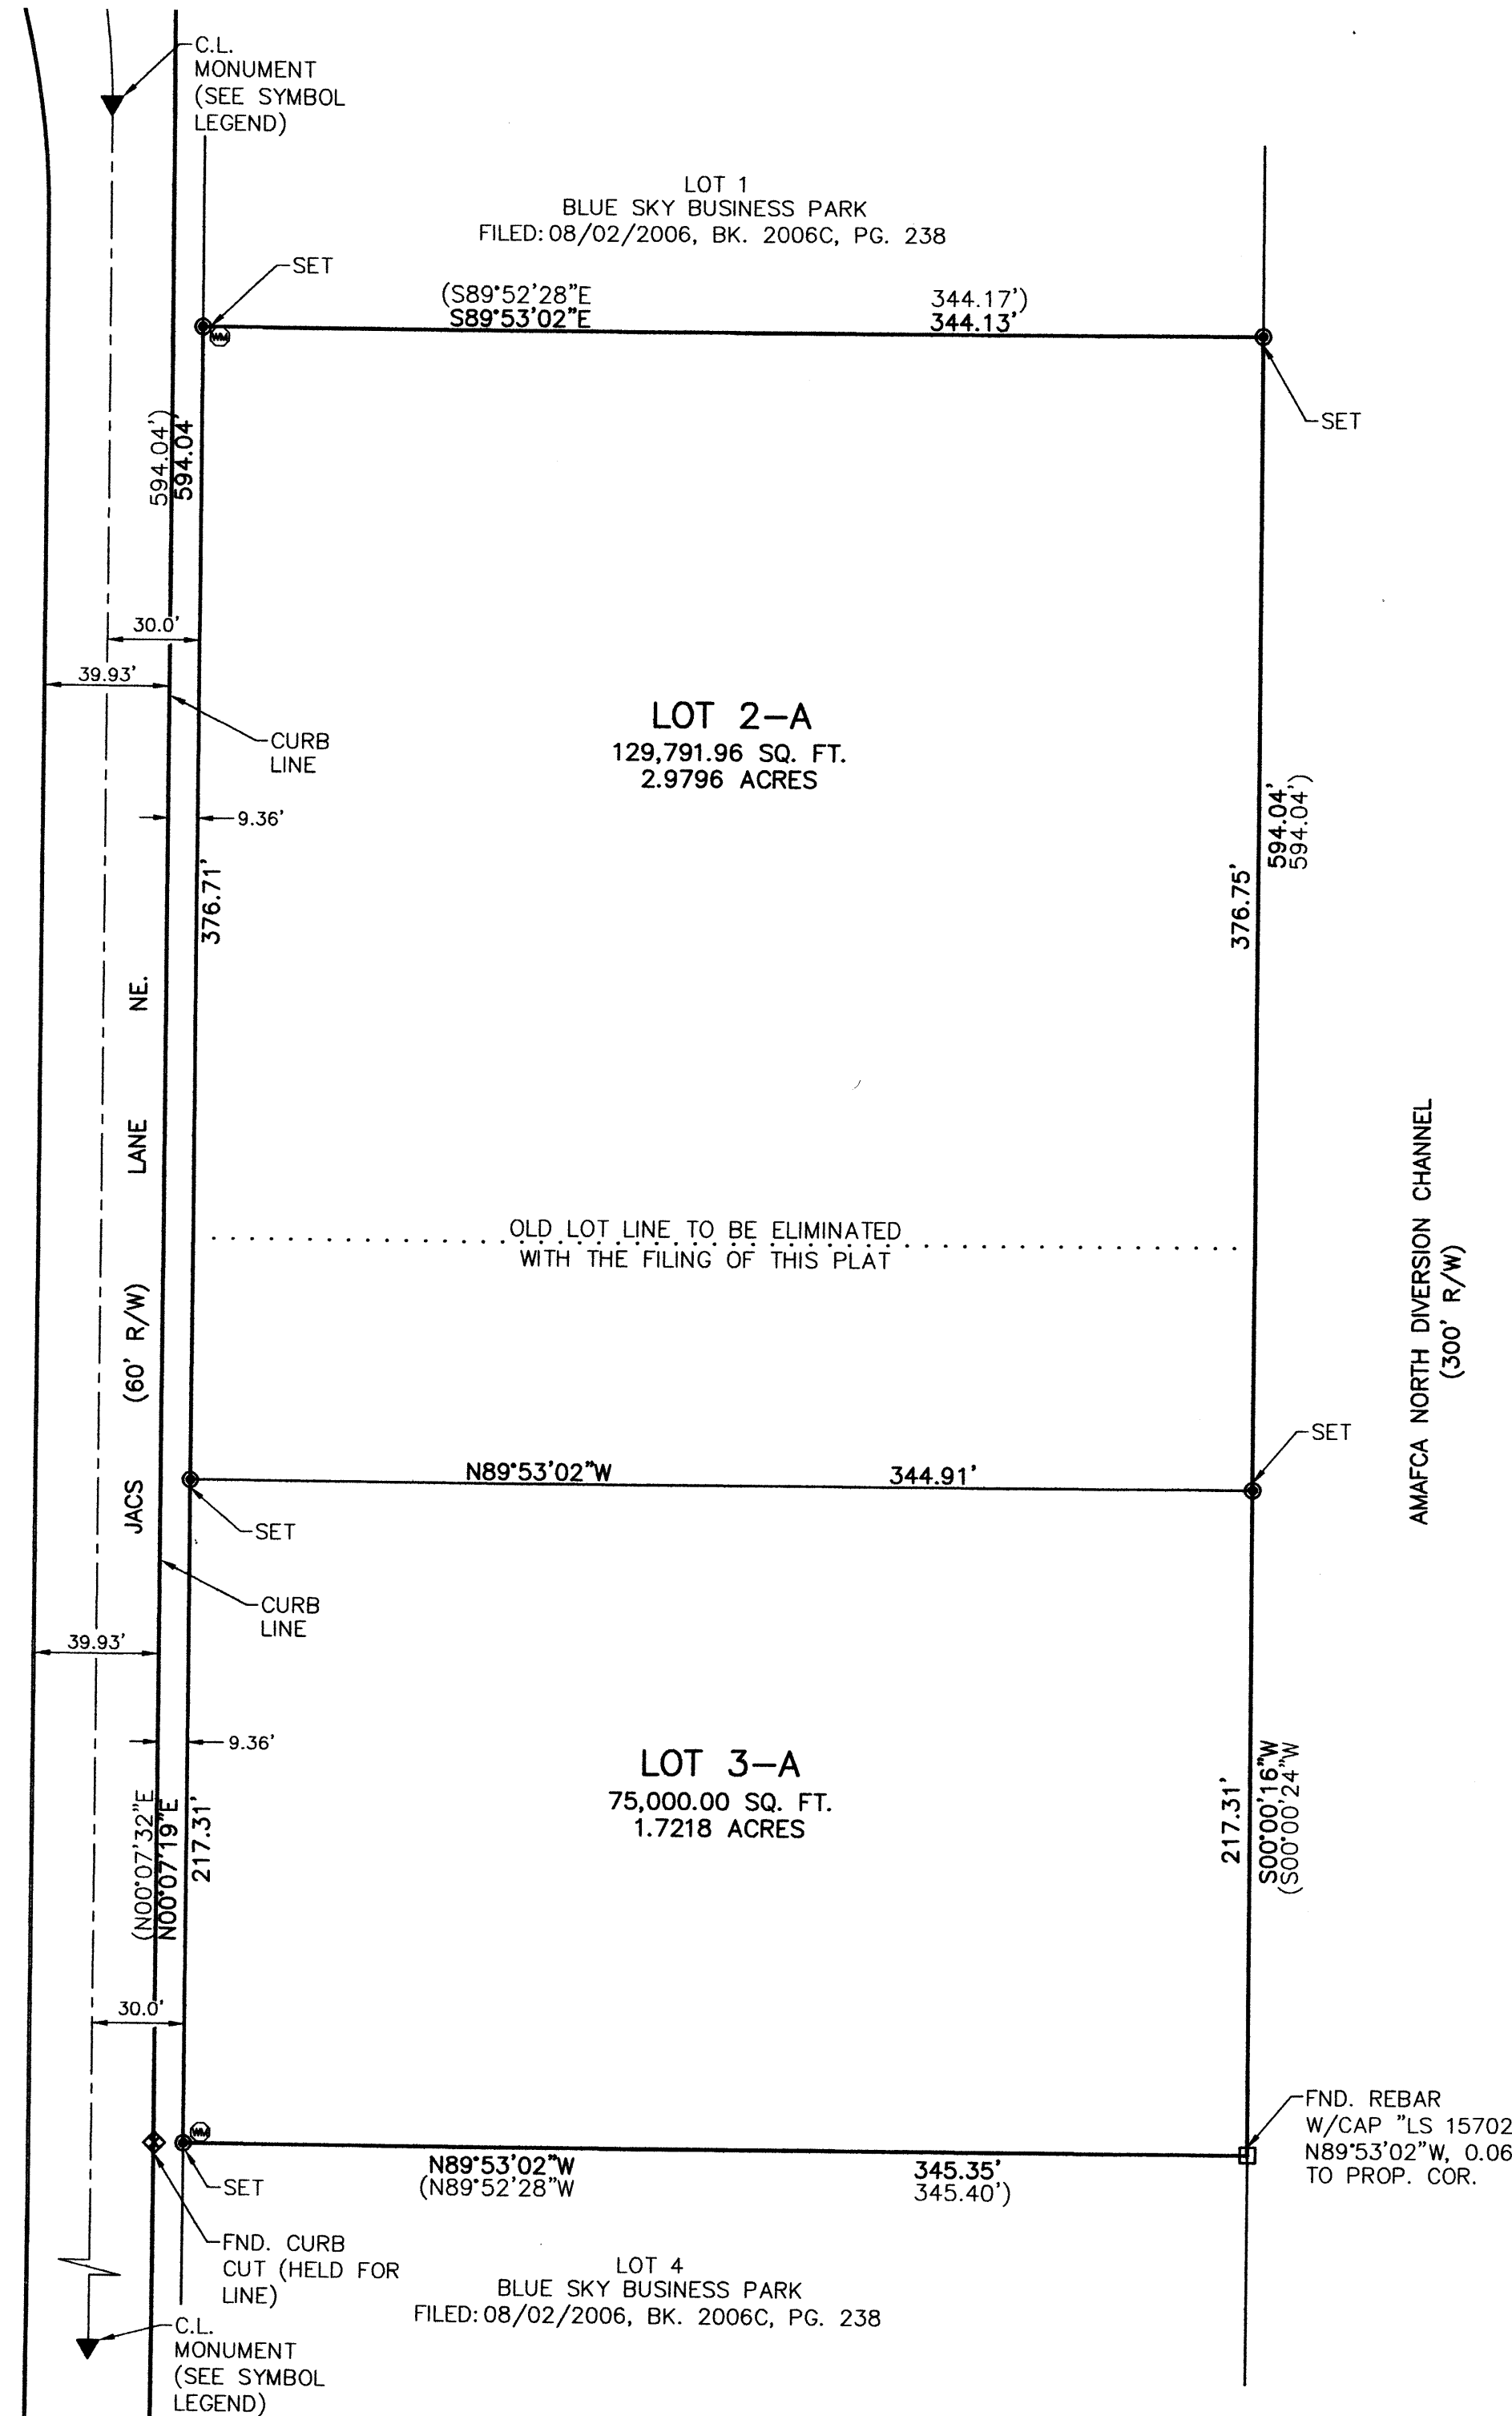 C.L.
MONUMENT
(SEE SYMBOL
LEGEND)
LOT 1
BLUE SKY BUSINESS PARK
FILED: 08/02/2006, BK. 2006C, PG. 238
SET
(S89°52'28"E 344.17')
S89°53'02"E 344.13'
WM
SET
594.04')
594.04'
30.0'
39.93'
CURB
LINE
LOT 2-A
129,791.96 SQ. FT.
2.9796 ACRES
9.36'
376.71'
376.75'
594.04'
594.04')
JACS (60' R/W) LANE NE.
OLD LOT LINE TO BE ELIMINATED
WITH THE FILING OF THIS PLAT
AMAFCA NORTH DIVERSION CHANNEL
(300' R/W)
SET
N89°53'02"W 344.91'
SET
CURB
LINE
39.93'
9.36'
LOT 3-A
75,000.00 SQ. FT.
1.7218 ACRES
(N00°07'32"E
N00°07'19"E
217.31'
217.31'
S00°00'16"W
(S00°00'24"W
30.0'
WM
FND. REBAR
W/CAP "LS 15702
N89°53'02"W, 0.06
TO PROP. COR.
N89°53'02"W 345.35'
(N89°52'28"W 345.40')
SET
FND. CURB
CUT (HELD FOR
LINE)
LOT 4
BLUE SKY BUSINESS PARK
FILED: 08/02/2006, BK. 2006C, PG. 238
C.L.
MONUMENT
(SEE SYMBOL
LEGEND)